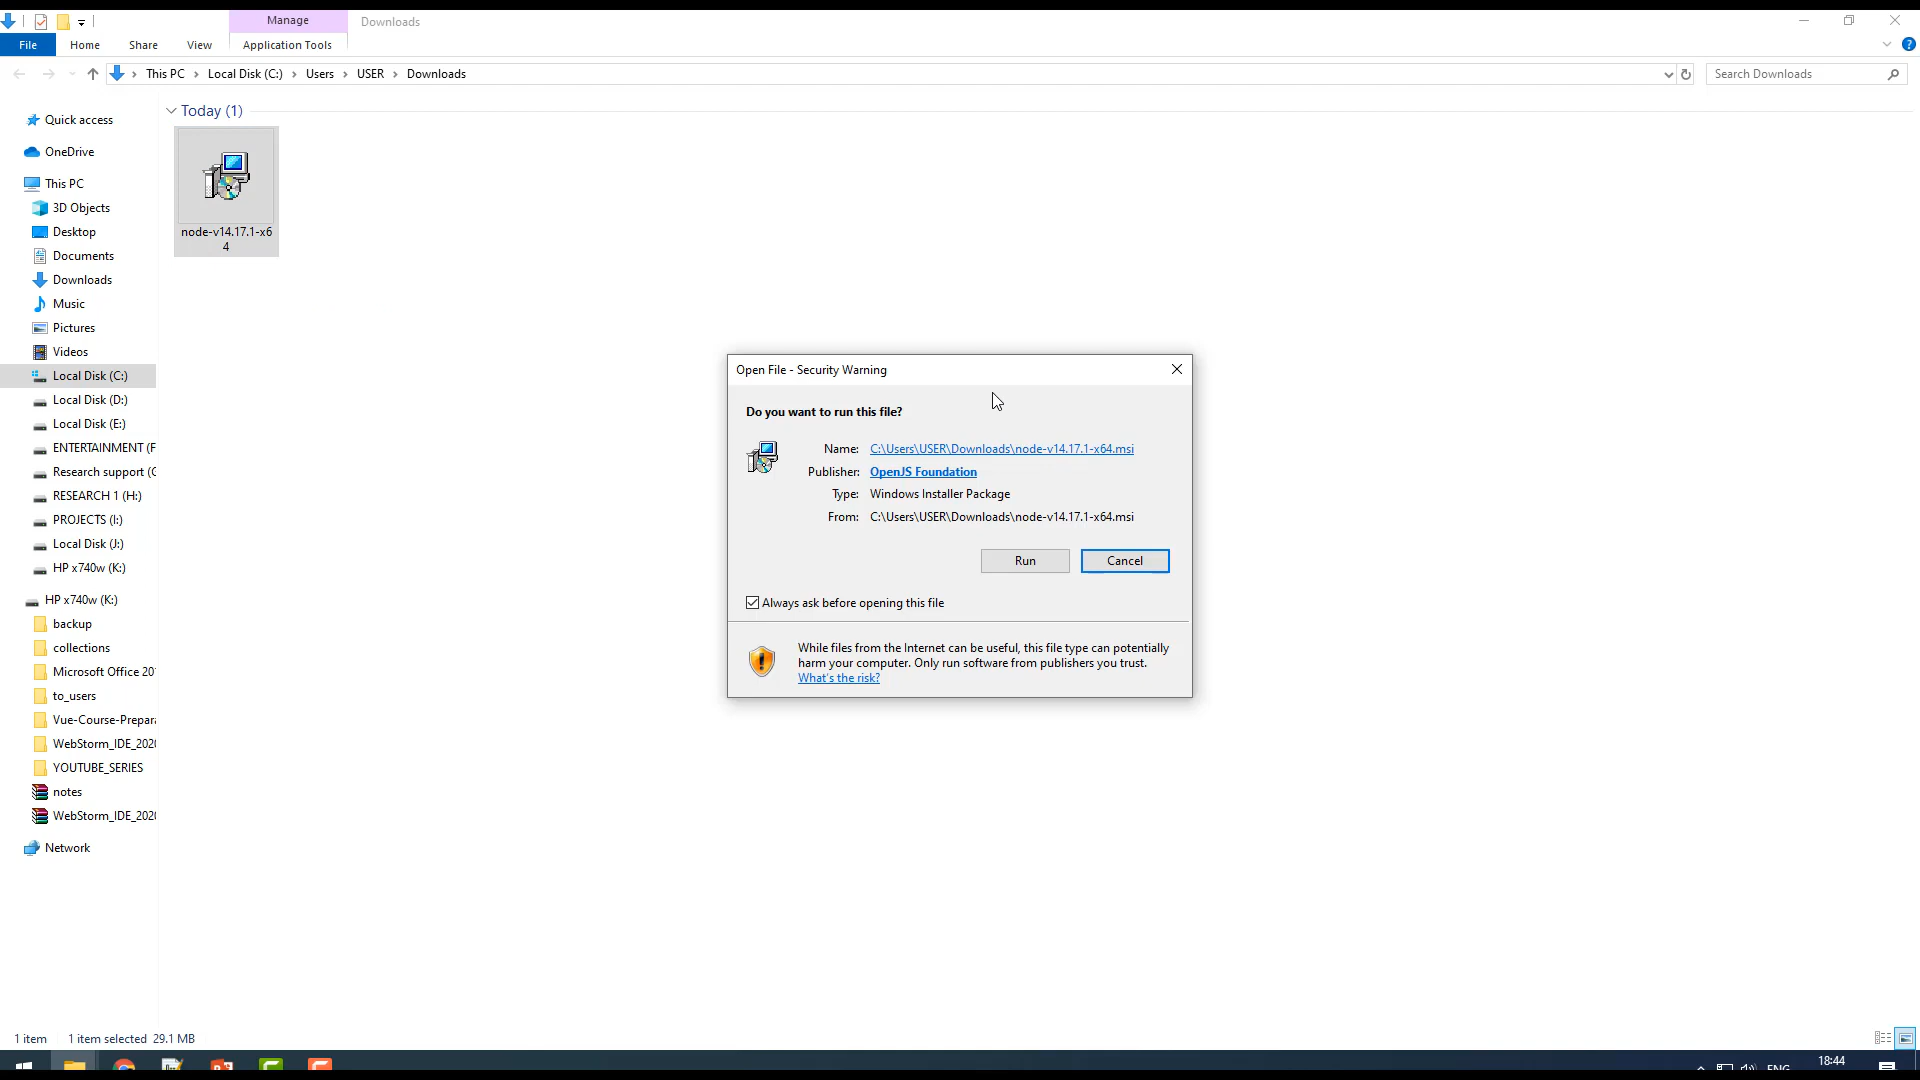 Manage
Downloads
File
Home
Share
View
Application Tools
This PC
Local Disk (C:)
Users
USER
Downloads
Search Downloads
Today (1)
node-v14.17.1-x6
4
Quick access
OneDrive
This PC
3D Objects
Desktop
Documents
Downloads
Music
Pictures
Videos
Local Disk (C:)
Local Disk (D:)
Local Disk (E:)
ENTERTAINMENT (F
Research support (G
RESEARCH 1 (H:)
PROJECTS (I:)
Local Disk (J:)
HP x740w (K:)
HP x740w (K:)
backup
collections
Microsoft Office 201
to_users
Vue-Course-Prepara
WebStorm_IDE_2020
YOUTUBE_SERIES
notes
WebStorm_IDE_2020
Network
Open File - Security Warning
Do you want to run this file?
Name: C:\Users\USER\Downloads\node-v14.17.1-x64.msi
Publisher: OpenJS Foundation
Type: Windows Installer Package
From: C:\Users\USER\Downloads\node-v14.17.1-x64.msi
Run
Cancel
Always ask before opening this file
While files from the Internet can be useful, this file type can potentially
harm your computer. Only run software from publishers you trust.
What's the risk?
1 item
1 item selected 29.1 MB
ENG
18:44